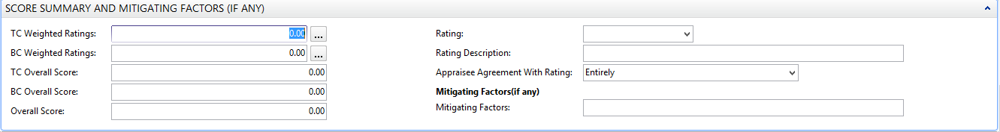 SCORE SUMMARY AND MITIGATING FACTORS (IF ANY)
TC Weighted Ratings: 0.00 ...
BC Weighted Ratings: 0.00 ...
TC Overall Score: 0.00
BC Overall Score: 0.00
Overall Score: 0.00
Rating:
Rating Description:
Appraisee Agreement With Rating: Entirely
Mitigating Factors(if any)
Mitigating Factors: